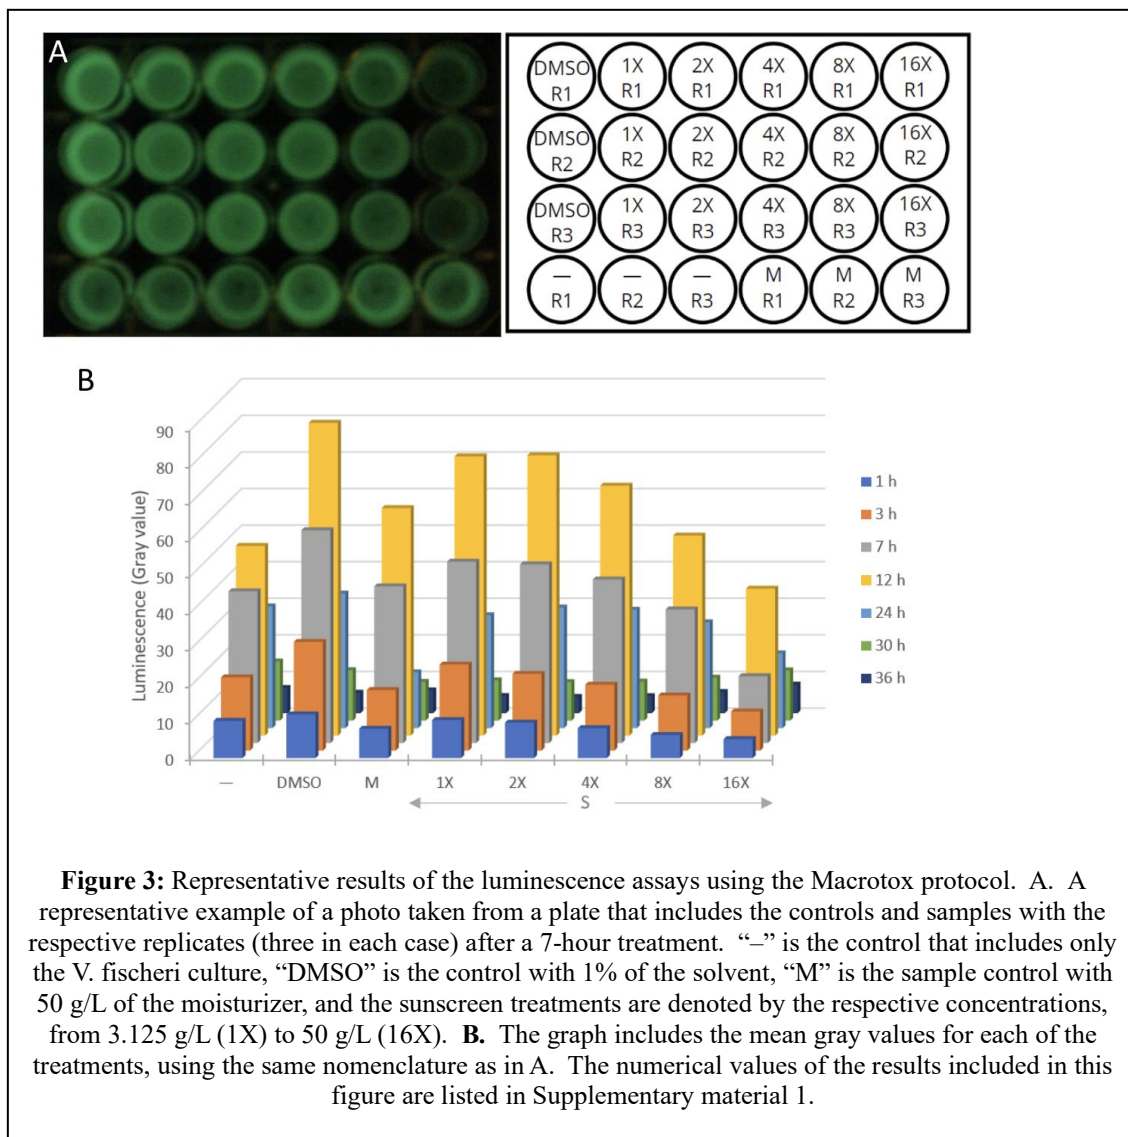 A
DMSO R1
1X R1
2X R1
4X R1
8X R1
16X R1
DMSO R2
1X R2
2X R2
4X R2
8X R2
16X R2
DMSO R3
1X R3
2X R3
4X R3
8X R3
16X R3
— R1
— R2
— R3
M R1
M R2
M R3
B
Luminescence (Gray value)
90
80
70
60
50
40
30
20
10
0
— DMSO M 1X 2X 4X 8X 16X
S
1 h
3 h
7 h
12 h
24 h
30 h
36 h
Figure 3: Representative results of the luminescence assays using the Macrotox protocol. A. A
representative example of a photo taken from a plate that includes the controls and samples with the
respective replicates (three in each case) after a 7-hour treatment. “–” is the control that includes only
the V. fischeri culture, “DMSO” is the control with 1% of the solvent, “M” is the sample control with
50 g/L of the moisturizer, and the sunscreen treatments are denoted by the respective concentrations,
from 3.125 g/L (1X) to 50 g/L (16X). B. The graph includes the mean gray values for each of the
treatments, using the same nomenclature as in A. The numerical values of the results included in this
figure are listed in Supplementary material 1.